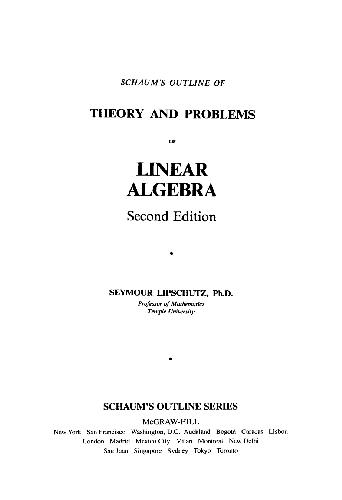 SCHAUM'S OUTLINE OF
THEORY AND PROBLEMS
OF
LINEAR
ALGEBRA
Second Edition
SEYMOUR LIPSCHUTZ, Ph.D.
Professor of Mathematics
Temple University
SCHAUM'S OUTLINE SERIES
McGRAW-HILL
New York San Francisco Washington, D.C. Auckland Bogotá Caracas Lisbon
London Madrid Mexico City Milan Montreal New Delhi
San Juan Singapore Sydney Tokyo Toronto